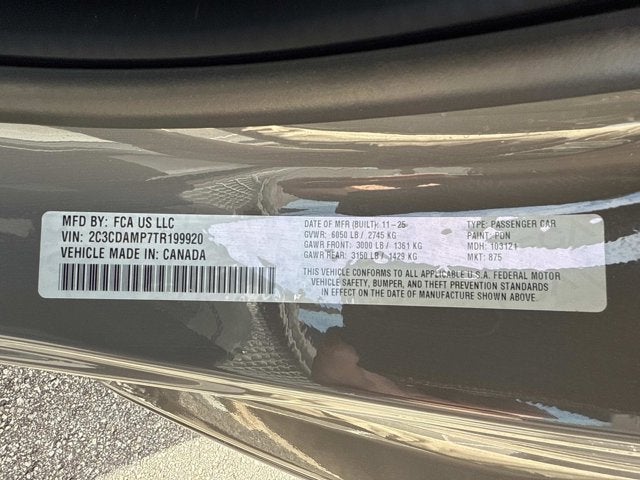 MFD BY: FCA US LLC
VIN: 2C3CDAMP7TR199920
VEHICLE MADE IN: CANADA
DATE OF MFR (BUILT): 11-25
GVWR: 6050 LB / 2745 KG
GAWR FRONT: 3000 LB / 1361 KG
GAWR REAR: 3150 LB / 1429 KG
TYPE: PASSENGER CAR
PAINT: PDN
MDH: 103121
MKT: 875
THIS VEHICLE CONFORMS TO ALL APPLICABLE U.S.A. FEDERAL MOTOR
VEHICLE SAFETY, BUMPER, AND THEFT PREVENTION STANDARDS
IN EFFECT ON THE DATE OF MANUFACTURE SHOWN ABOVE.